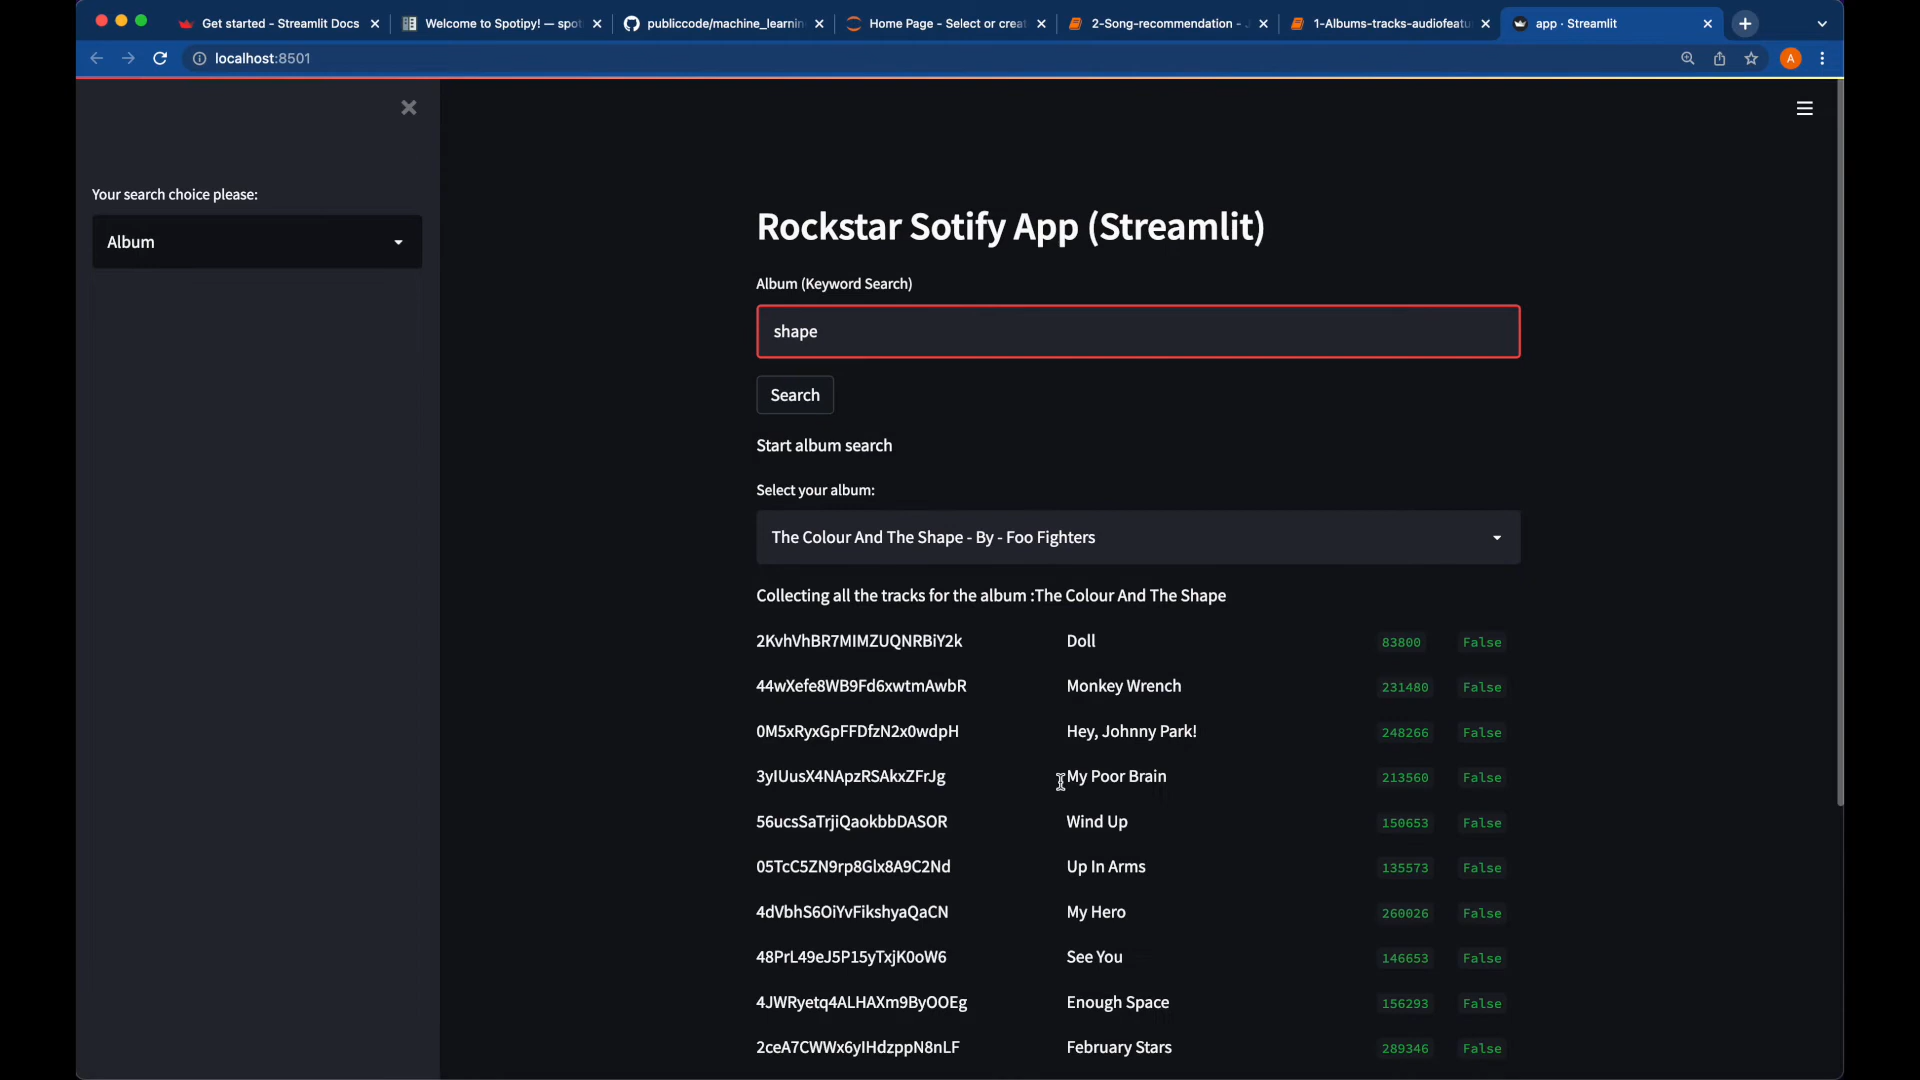 Get started – Streamlit Docs
Welcome to Spotipy! — spot
publiccode/machine_learnin
Home Page - Select or creat
2-Song-recommendation - J
1-Albums-tracks-audiofeatu
app · Streamlit
localhost:8501
A
Your search choice please:
Album
Rockstar Sotify App (Streamlit)
Album (Keyword Search)
shape
Search
Start album search
Select your album:
The Colour And The Shape - By - Foo Fighters
Collecting all the tracks for the album :The Colour And The Shape
2KvhVhBR7MIMZUQNRBiY2k Doll 83800 False
44wXefe8WB9Fd6xwtmAwbR Monkey Wrench 231480 False
0M5xRyxGpFFDfzN2x0wdpH Hey, Johnny Park! 248266 False
3yIUusX4NApzRSAkxZFrJg My Poor Brain 213560 False
56ucsSaTrjiQaokbbDASOR Wind Up 150653 False
05TcC5ZN9rp8Glx8A9C2Nd Up In Arms 135573 False
4dVbhS6OiYvFikshyaQaCN My Hero 260026 False
48PrL49eJ5P15yTxjK0oW6 See You 146653 False
4JWRyetq4ALHAXm9ByOOEg Enough Space 156293 False
2ceA7CWWx6yIHdzppN8nLF February Stars 289346 False